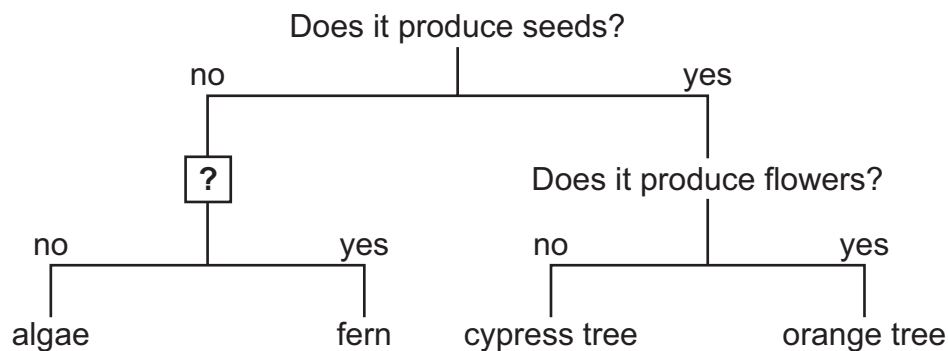 Does it produce seeds?
no
yes
?
Does it produce flowers?
no
yes
no
yes
algae
fern
cypress tree
orange tree